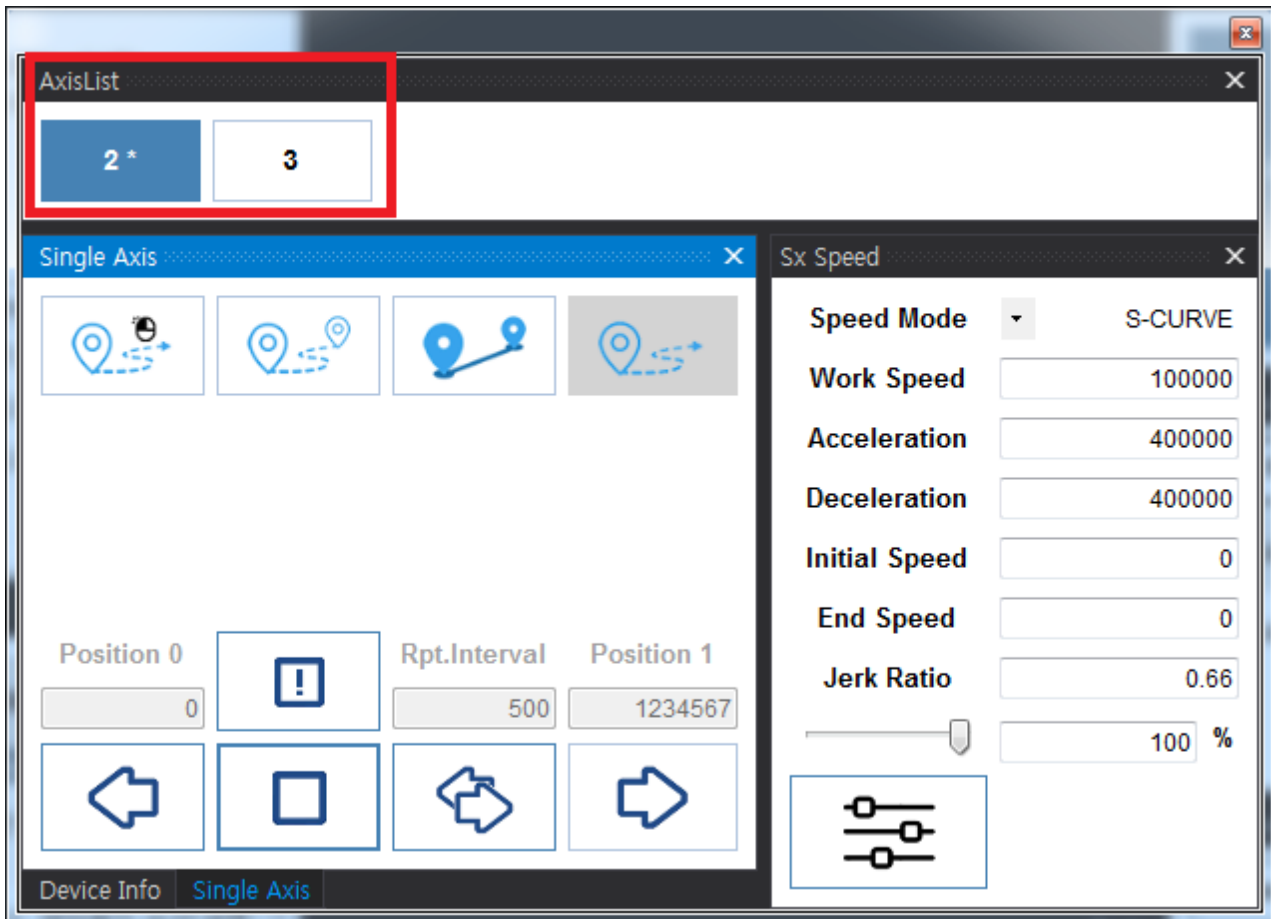 AxisList
2 *
3
Single Axis
Sx Speed
Speed Mode S-CURVE
Work Speed 100000
Acceleration 400000
Deceleration 400000
Initial Speed 0
End Speed 0
Jerk Ratio 0.66
100 %
Position 0 Rpt.Interval Position 1
0 500 1234567
Device Info Single Axis